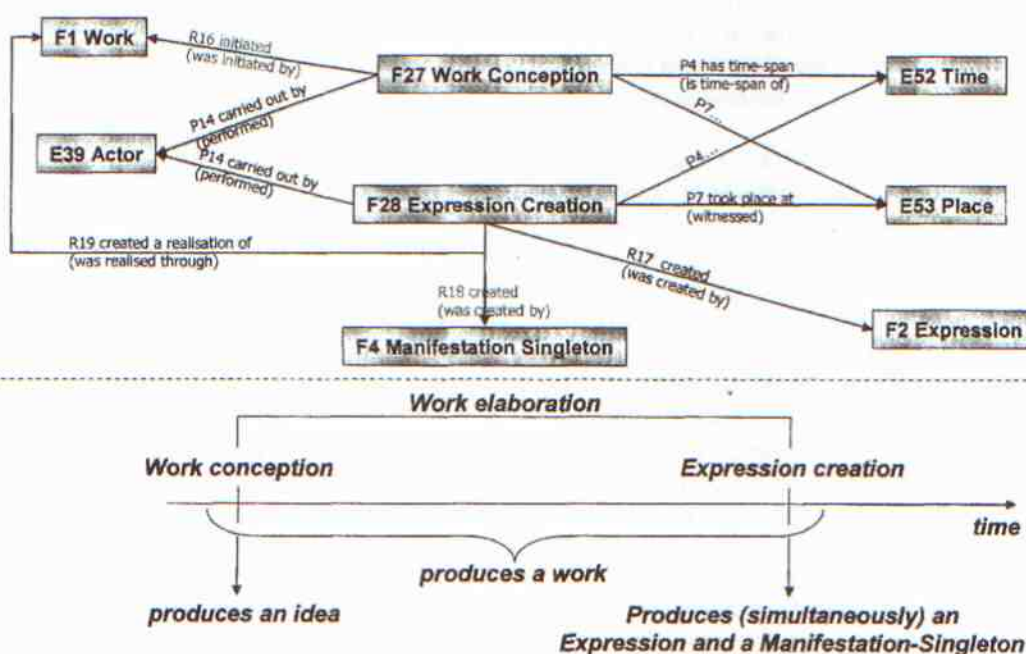 F1 Work
R16 initiated
(was initiated by)
F27 Work Conception
P4 has time-span
(is time-span of)
E52 Time
P14 carried out by
(performed)
P7...
E39 Actor
P14 carried out by
(performed)
P4...
F28 Expression Creation
P7 took place at
(witnessed)
E53 Place
R19 created a realisation of
(was realised through)
R17 created
(was created by)
R18 created
(was created by)
F2 Expression
F4 Manifestation Singleton
Work elaboration
Work conception
Expression creation
time
produces a work
produces an idea
Produces (simultaneously) an
Expression and a Manifestation-Singleton